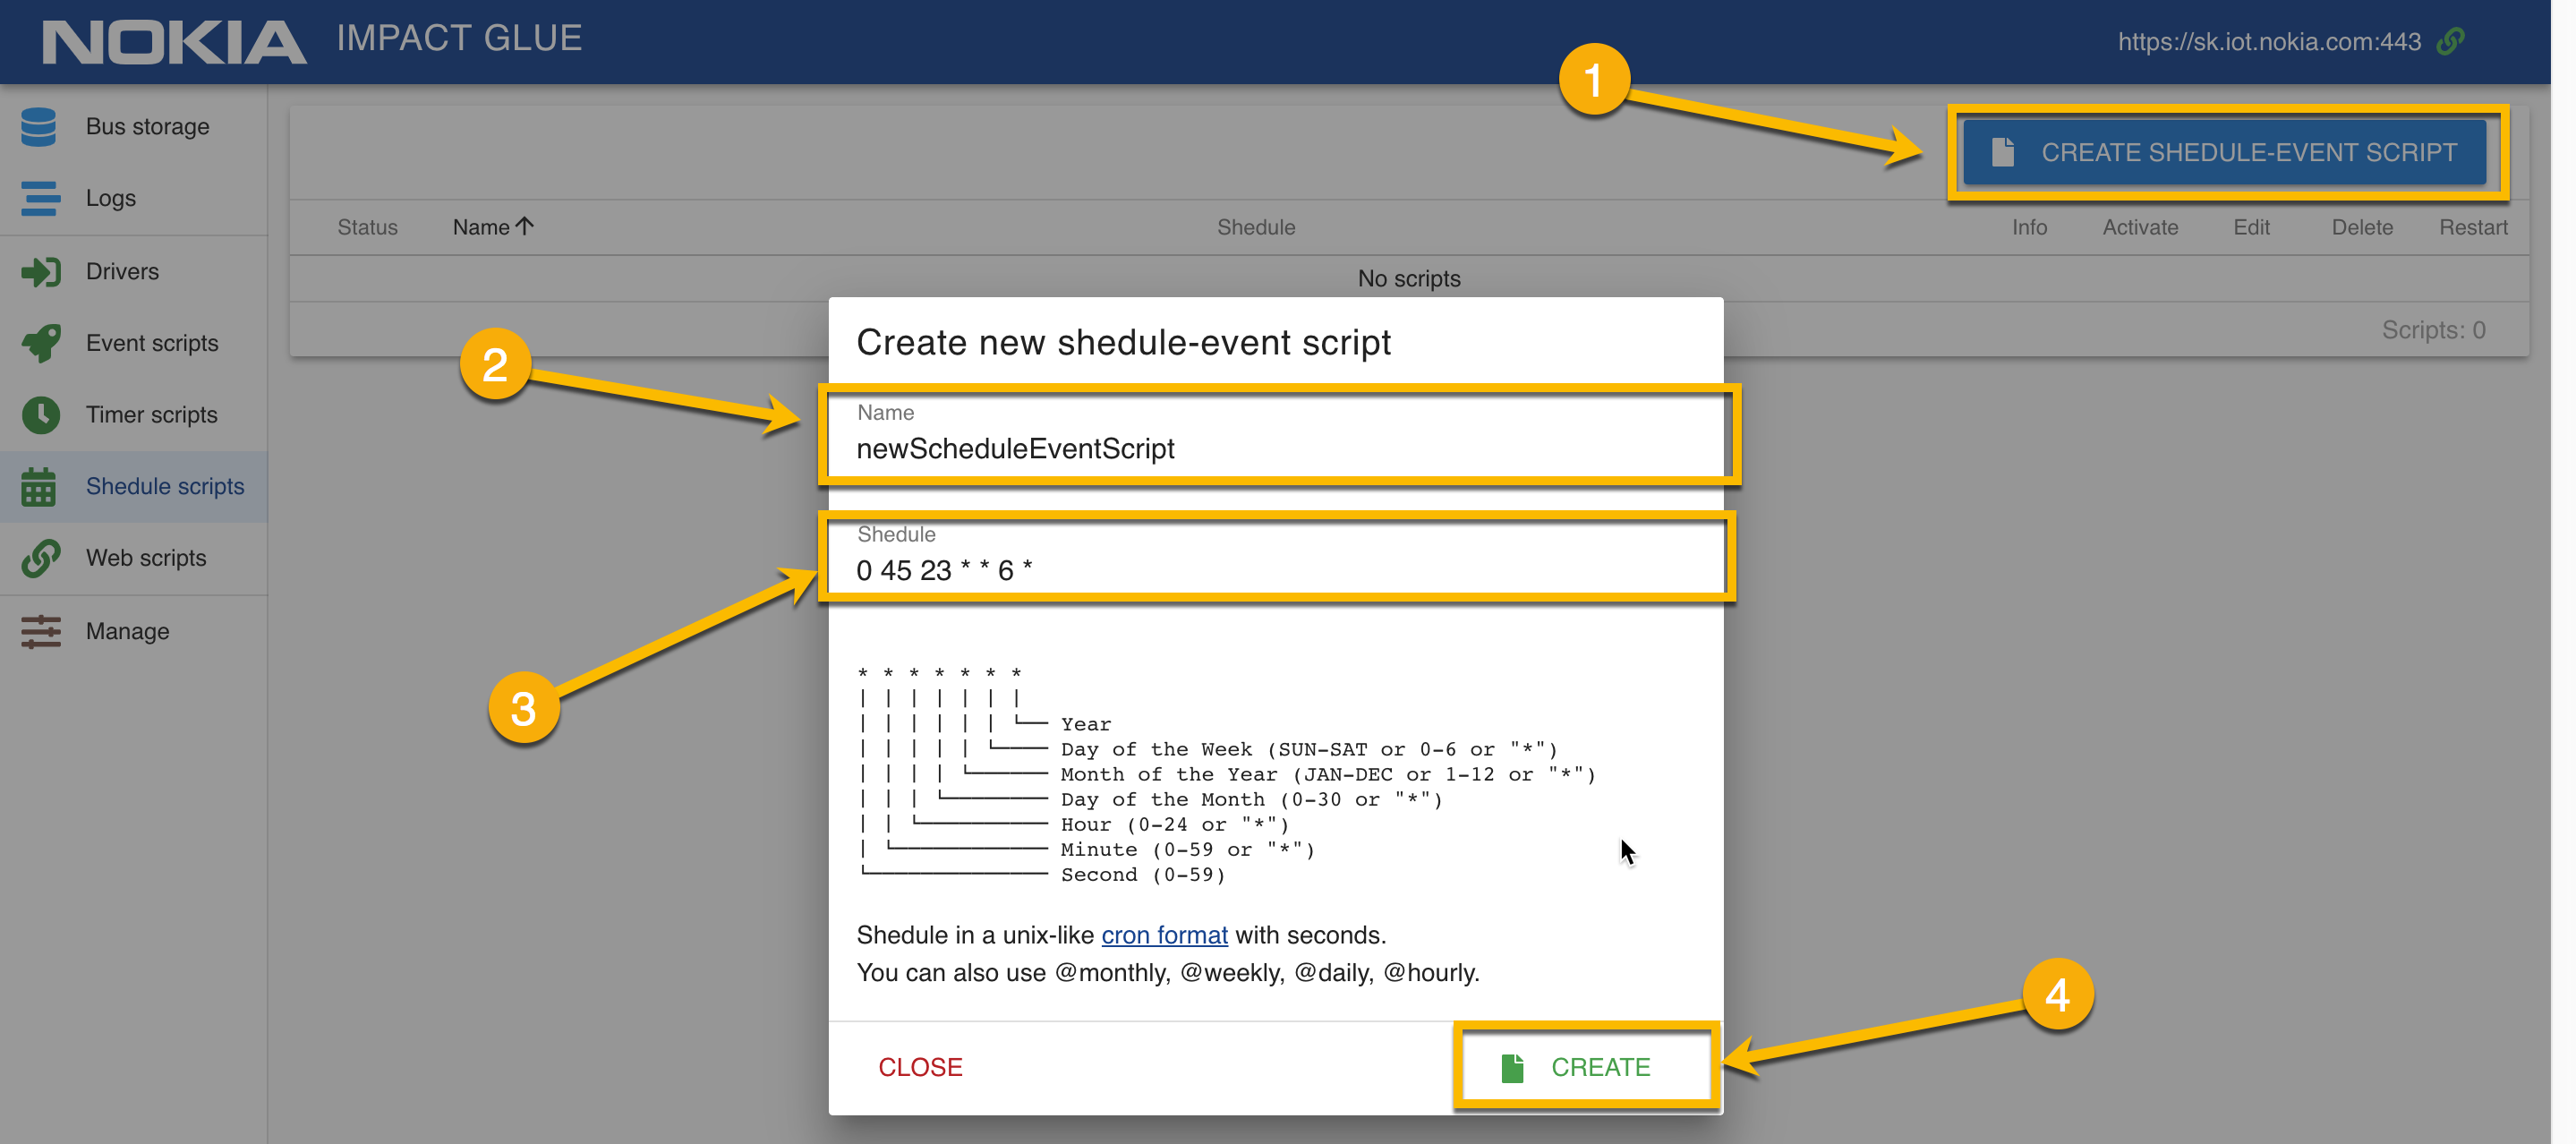 NOKIA IMPACT GLUE
https://sk.iot.nokia.com:443
1
Bus storage
CREATE SHEDULE-EVENT SCRIPT
Logs
Status Name Shedule Info Activate Edit Delete Restart
Drivers
No scripts
Event scripts
Scripts: 0
Timer scripts
Shedule scripts
Web scripts
Manage
Create new shedule-event script
2
Name
newScheduleEventScript
Shedule
0 45 23 * * 6 *
3
* * * * * * *
Year
Day of the Week (SUN-SAT or 0-6 or "*")
Month of the Year (JAN-DEC or 1-12 or "*")
Day of the Month (0-30 or "*")
Hour (0-24 or "*")
Minute (0-59 or "*")
Second (0-59)
Shedule in a unix-like cron format with seconds.
You can also use @monthly, @weekly, @daily, @hourly.
4
CLOSE CREATE